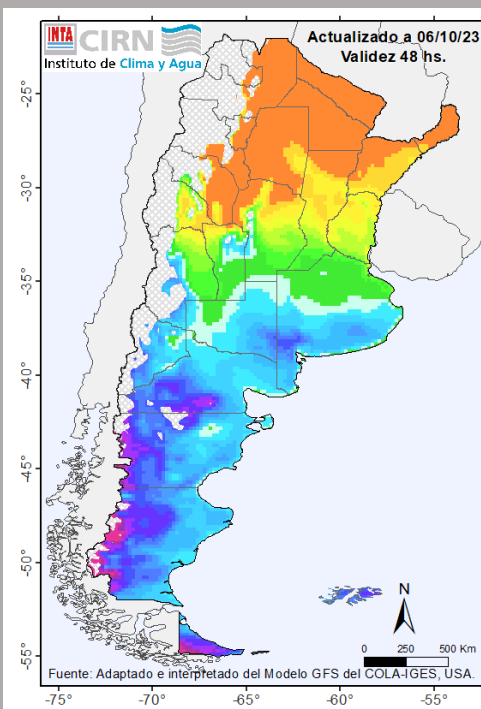 INTA CIRN
Instituto de Clima y Agua
Actualizado a 06/10/23
Validez 48 hs.
-25°
-30°
-35°
-40°
-45°
-50°
-55°
N
0 250 500 Km
Fuente: Adaptado e interpretado del Modelo GFS del COLA-IGES, USA.
-75° -70° -65° -60° -55°